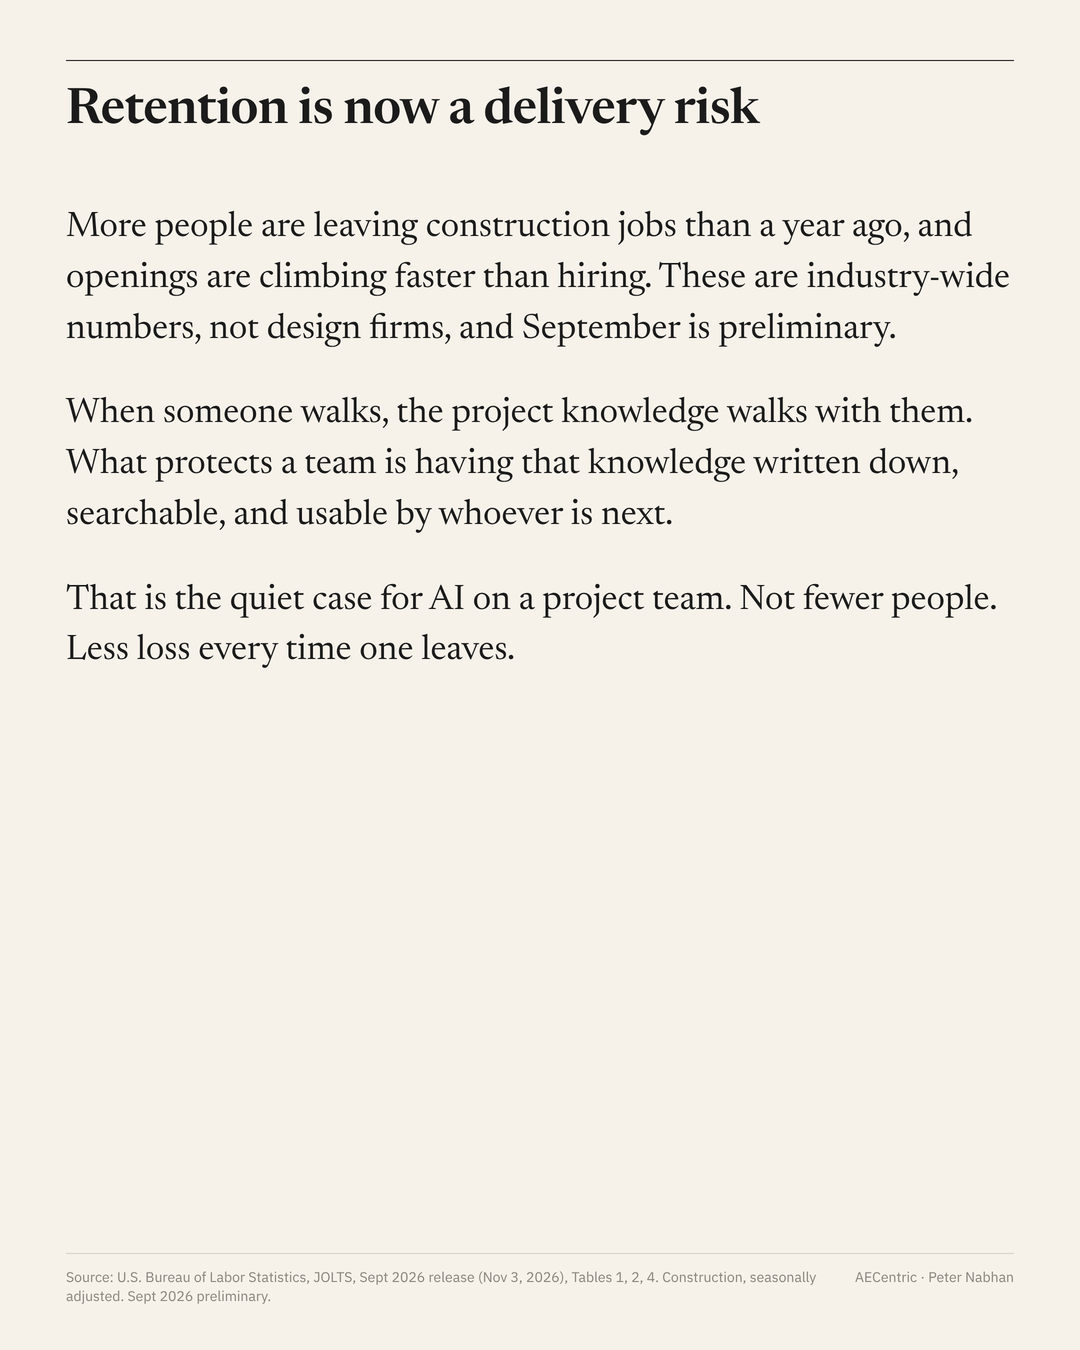 Retention is now a delivery risk
More people are leaving construction jobs than a year ago, and
openings are climbing faster than hiring. These are industry-wide
numbers, not design firms, and September is preliminary.
When someone walks, the project knowledge walks with them.
What protects a team is having that knowledge written down,
searchable, and usable by whoever is next.
That is the quiet case for AI on a project team. Not fewer people.
Less loss every time one leaves.
Source: U.S. Bureau of Labor Statistics, JOLTS, Sept 2026 release (Nov 3, 2026), Tables 1, 2, 4. Construction, seasonally
adjusted. Sept 2026 preliminary.
AECentric · Peter Nabhan